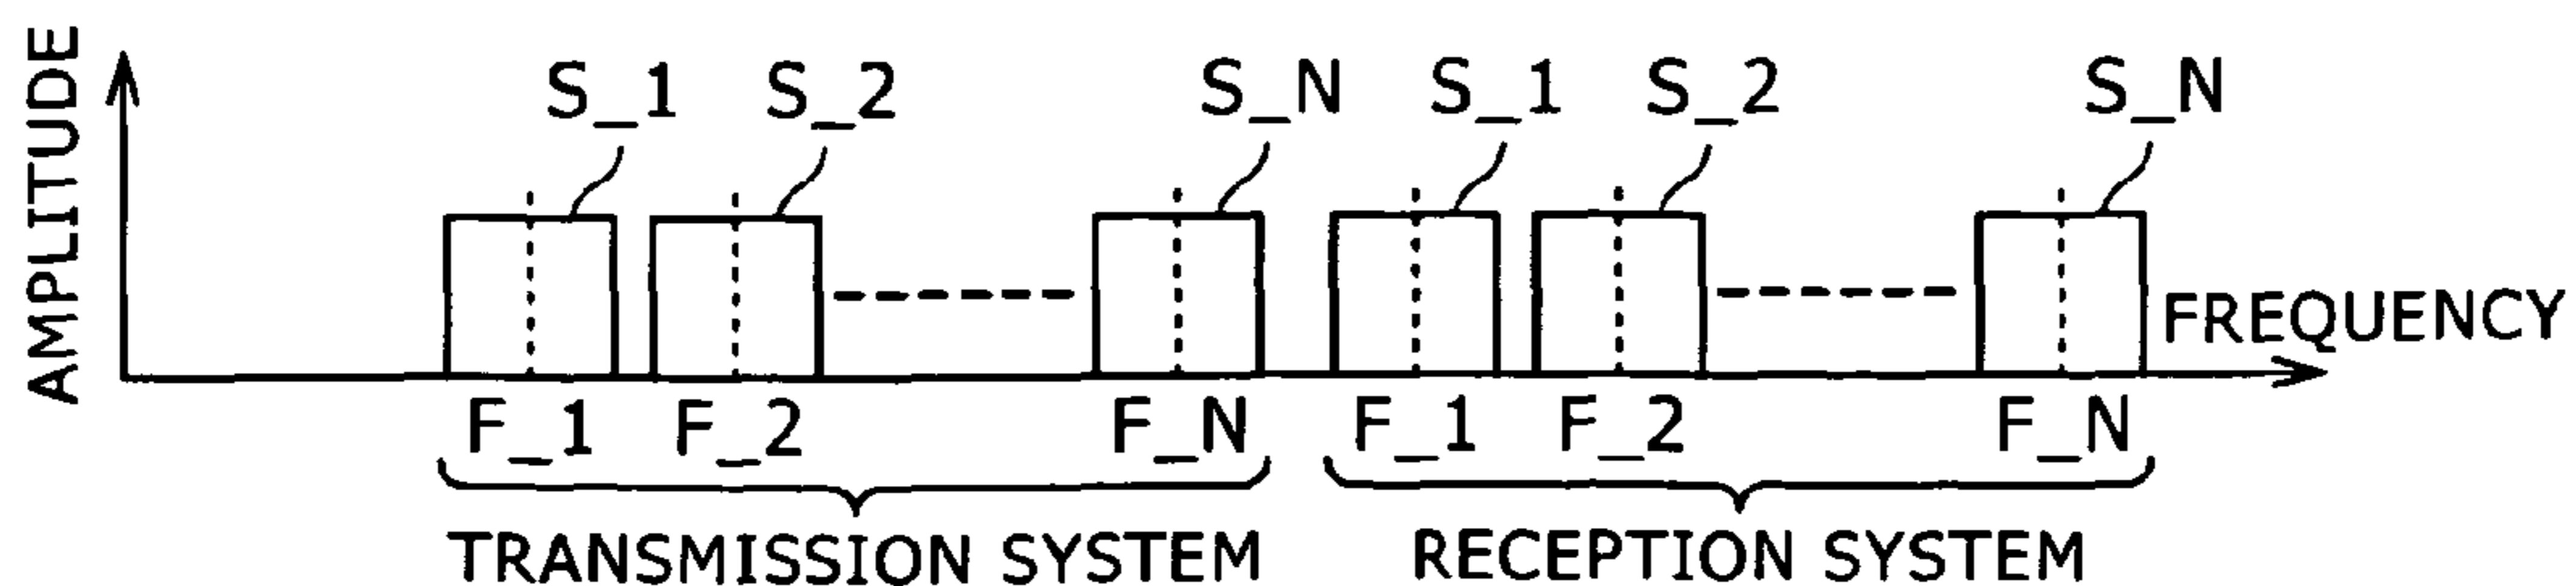 AMPLITUDE
S_1 S_2 S_N S_1 S_2 S_N
FREQUENCY
F_1 F_2 F_N F_1 F_2 F_N
TRANSMISSION SYSTEM RECEPTION SYSTEM